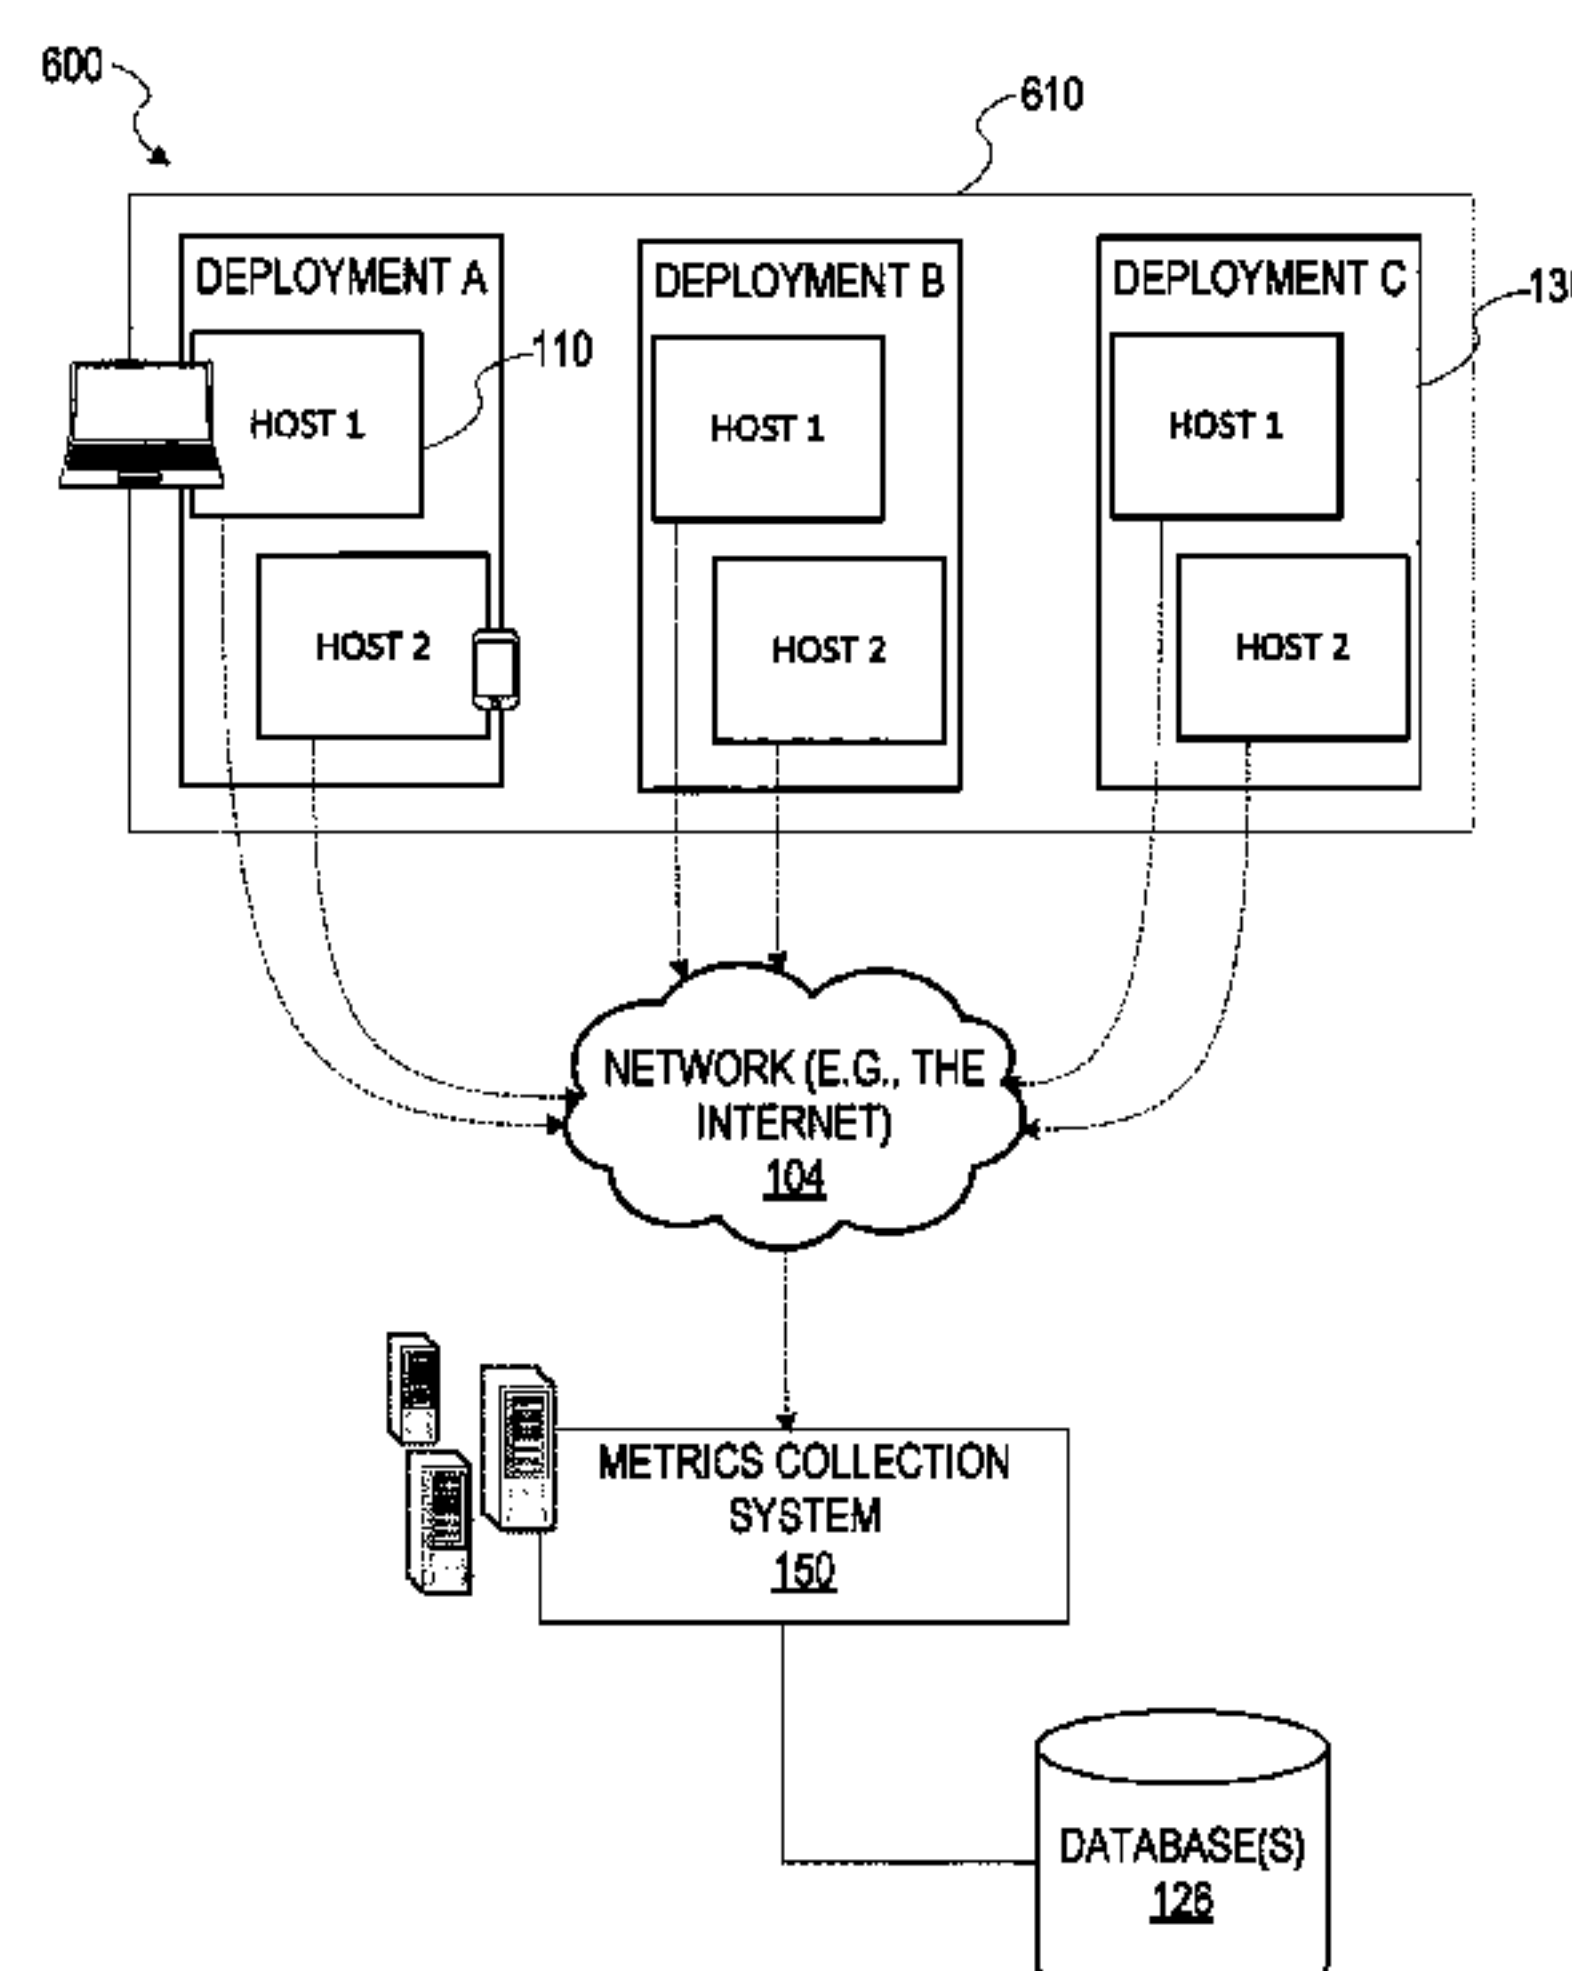 600
610
DEPLOYMENT A
DEPLOYMENT B
DEPLOYMENT C
110
HOST 1
HOST 1
HOST 1
HOST 2
HOST 2
HOST 2
NETWORK (E.G., THE
INTERNET)
104
METRICS COLLECTION
SYSTEM
150
DATABASE(S)
126